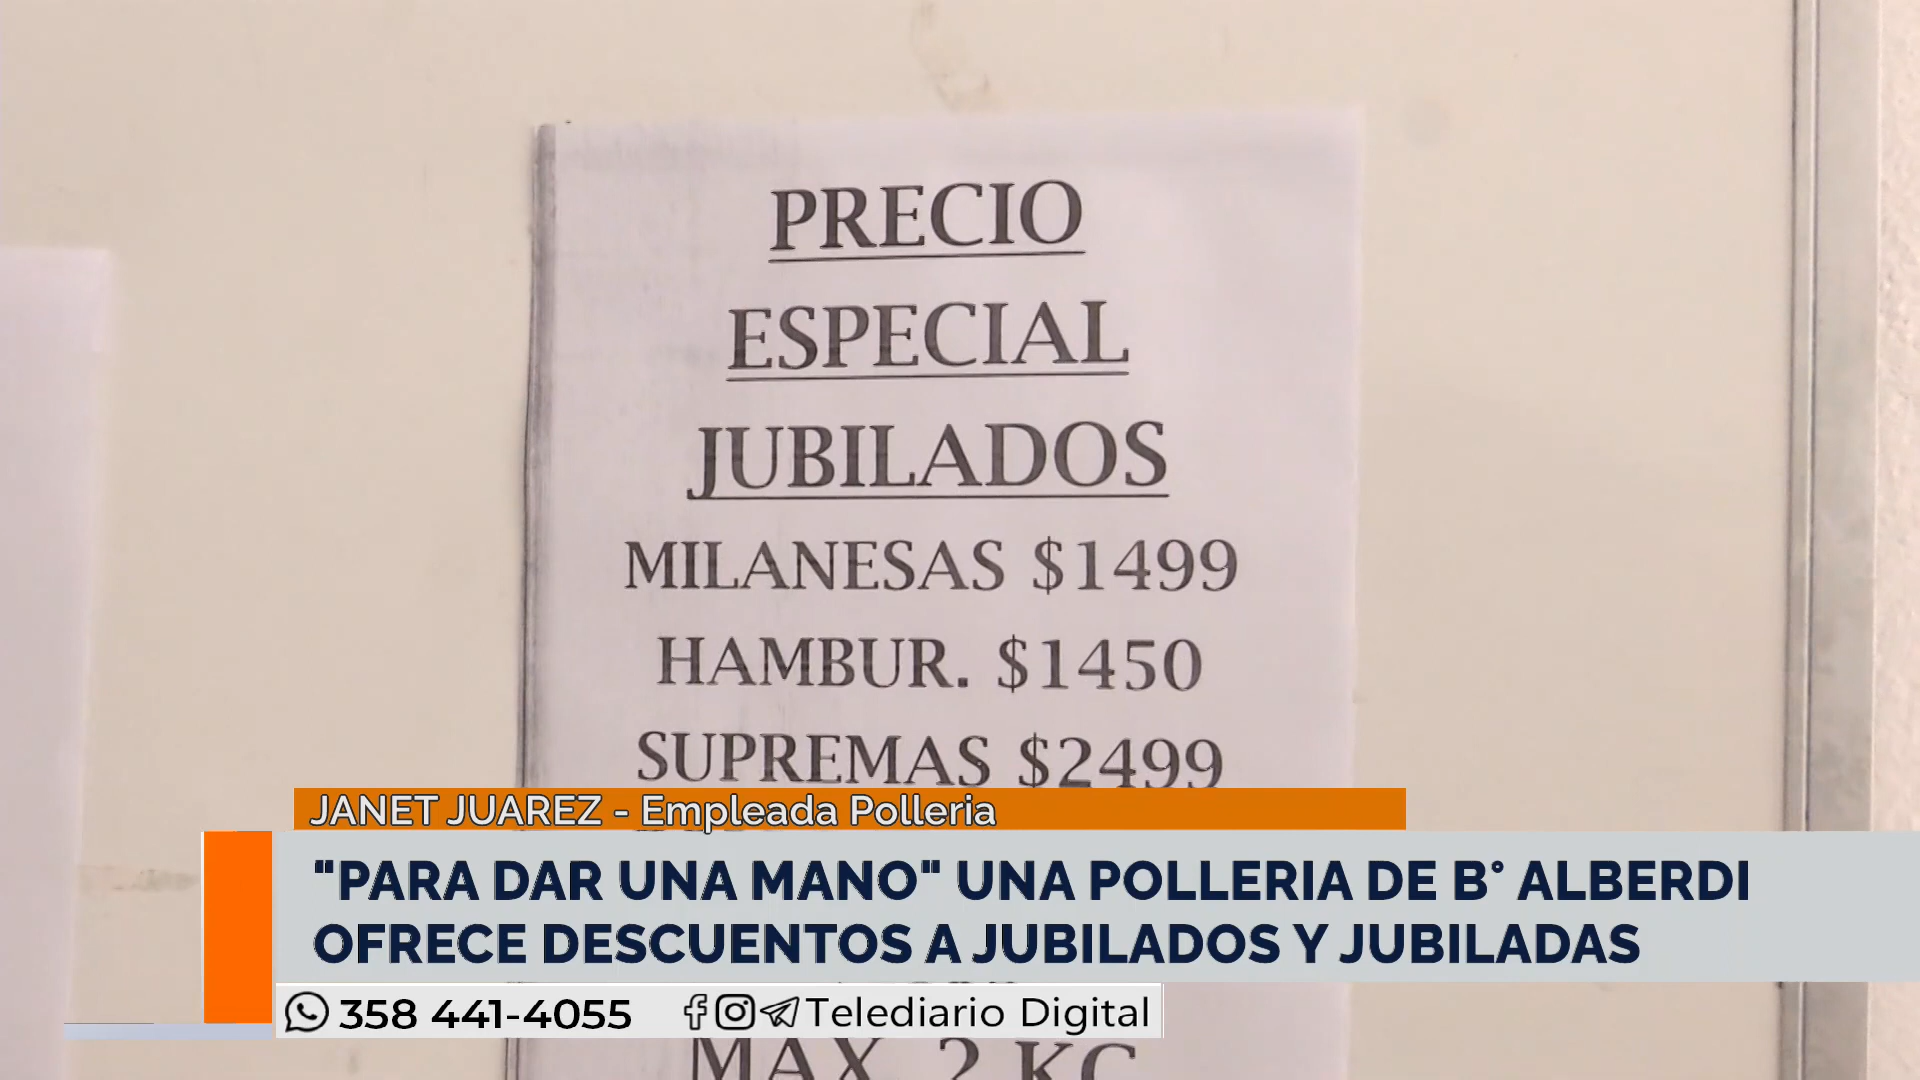 PRECIO
ESPECIAL
JUBILADOS
MILANESAS $1499
HAMBUR. $1450
SUPREMAS $2499
JANET JUAREZ - Empleada Polleria
"PARA DAR UNA MANO" UNA POLLERIA DE B° ALBERDI
OFRECE DESCUENTOS A JUBILADOS Y JUBILADAS
358 441-4055 Telediario Digital
MAX. 2 KG